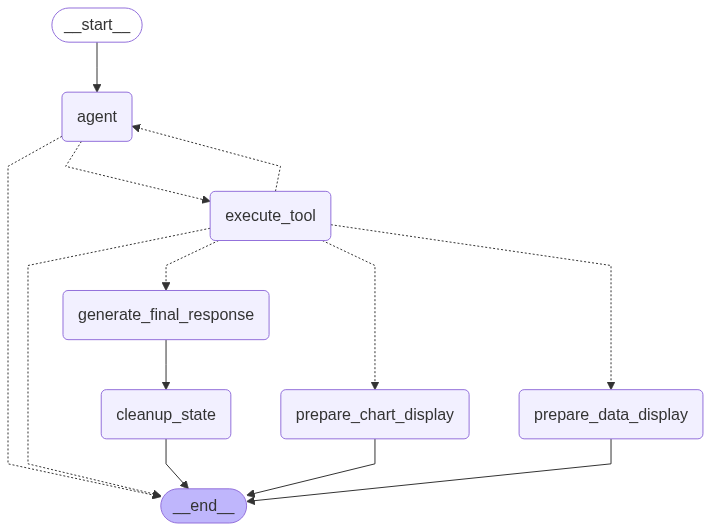 __start__
agent
execute_tool
generate_final_response
cleanup_state
prepare_chart_display
prepare_data_display
__end__